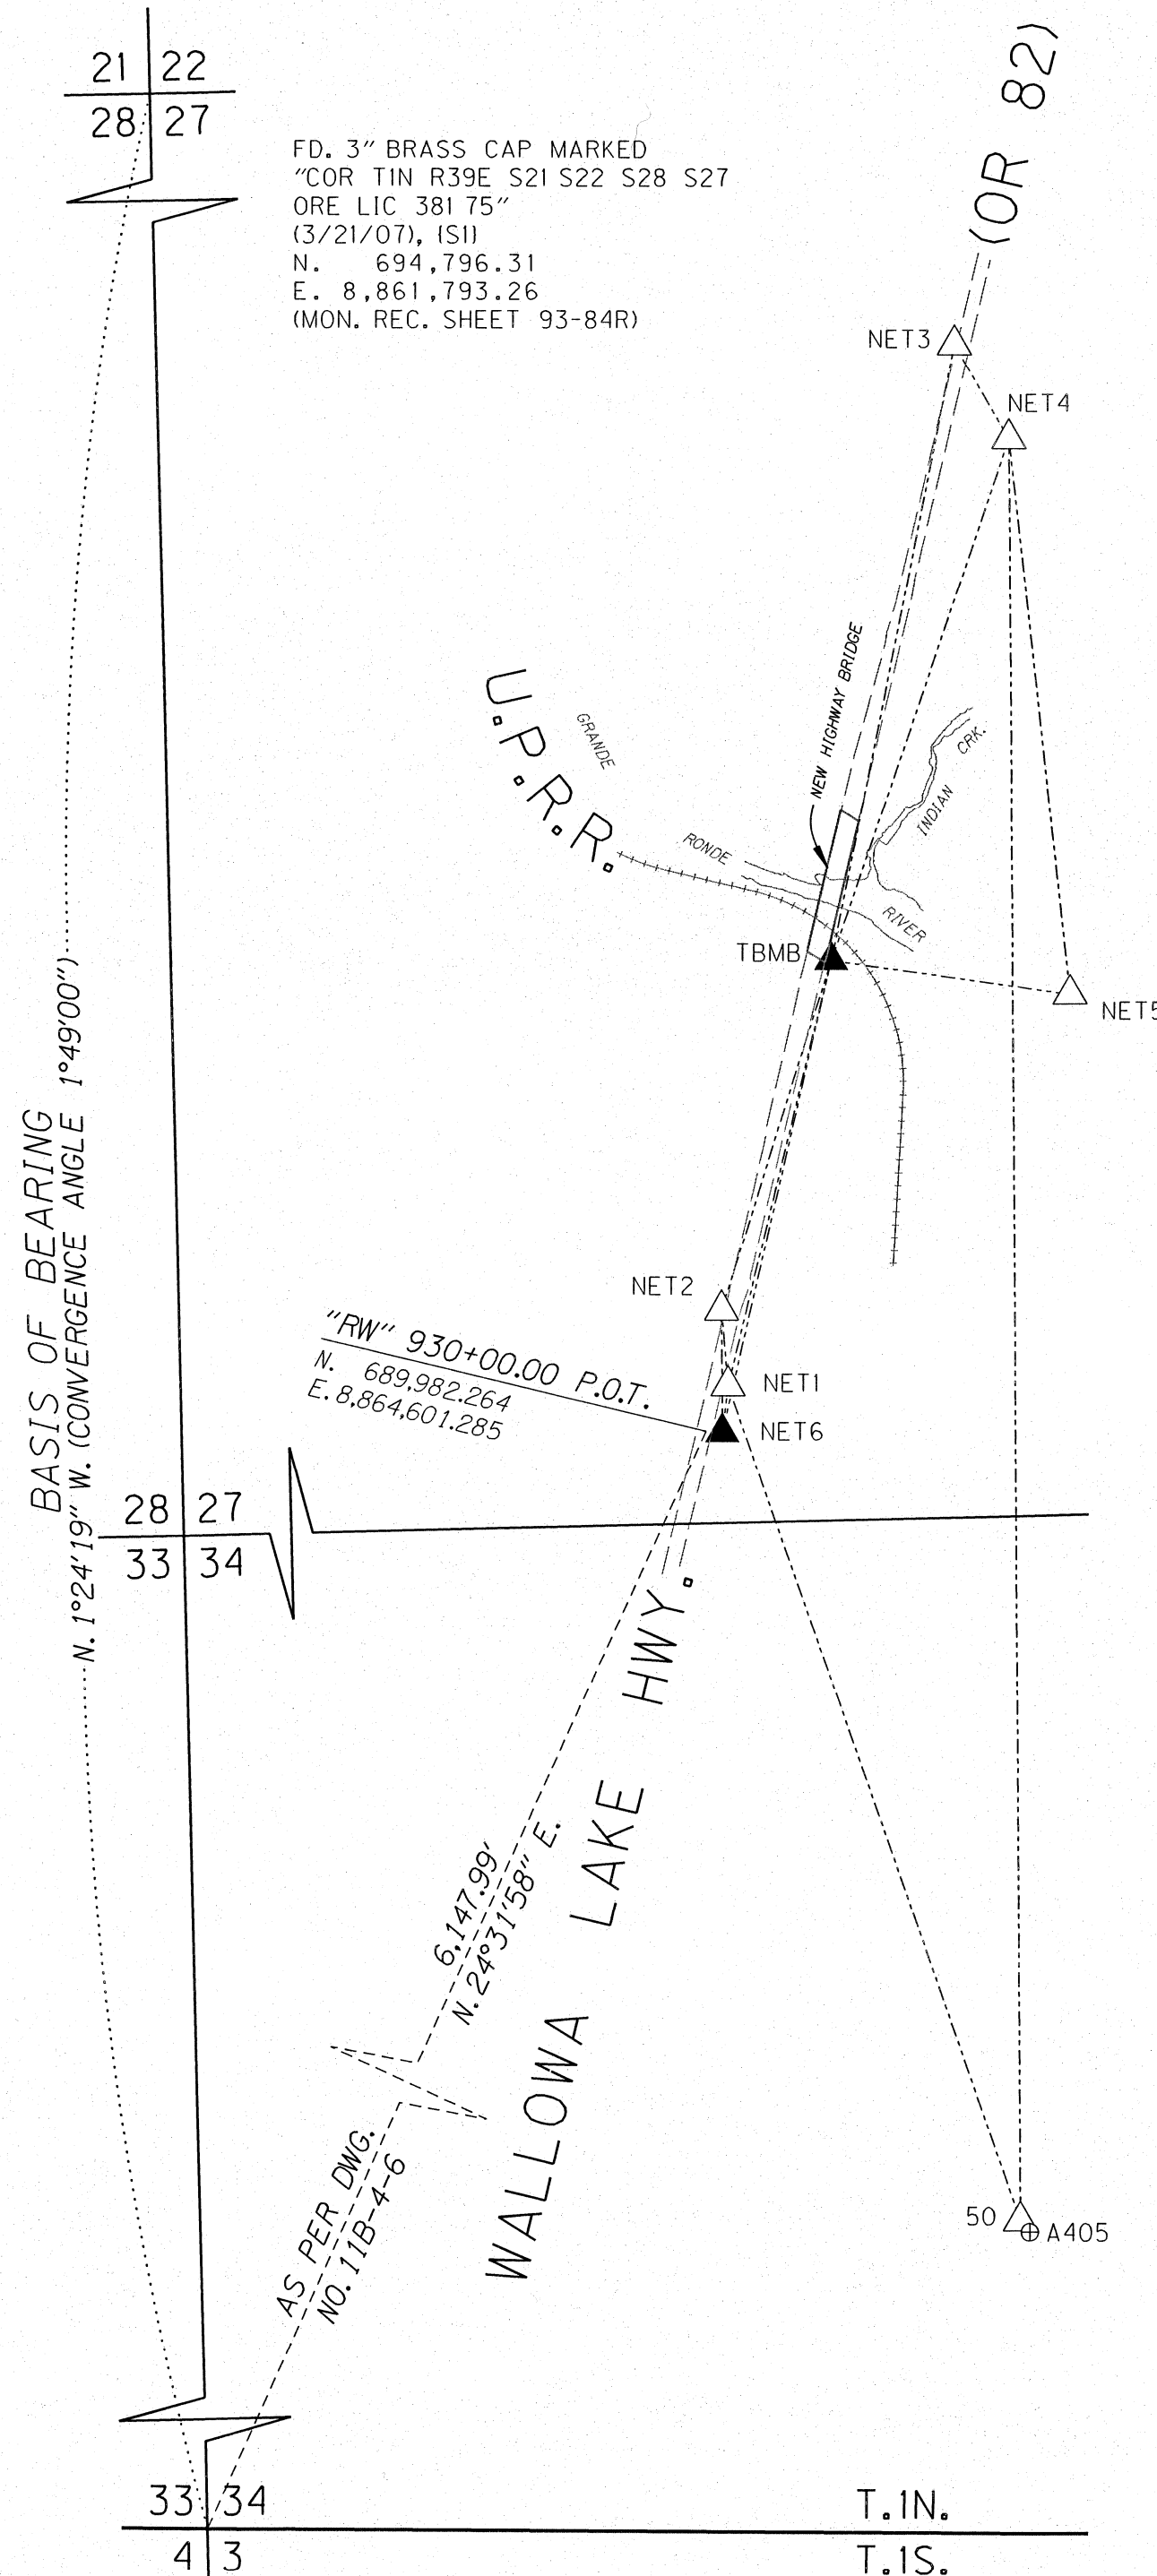 21 22
28 27
FD. 3" BRASS CAP MARKED
"COR T1N R39E S21 S22 S28 S27
ORE LIC 381 75"
(3/21/07), (S1)
N. 694,796.31
E. 8,861,793.26
(MON. REC. SHEET 93-84R)
(OR 82)
NET3
NET4
NEW HIGHWAY BRIDGE
U.P.R.R.
GRANDE
RONDE
RIVER
INDIAN
CRK.
TBMB
NET5
BASIS OF BEARING
N. 1°24'19" W. (CONVERGENCE ANGLE 1°49'00")
NET2
"RW" 930+00.00 P.O.T.
N. 689,982.264
E. 8,864,601.285
NET1
NET6
28 27
33 34
WALLOWA LAKE HWY.
6,147.99'
N. 24°31'58" E.
AS PER DWG.
NO. 11B-4-6
50
A405
33 34
4 3
T.1N.
T.1S.